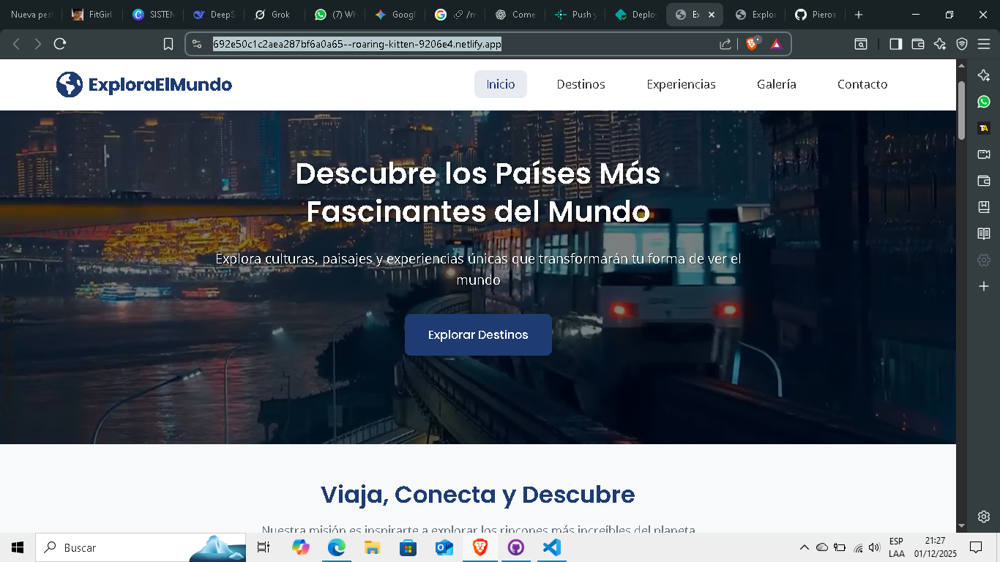 Nueva pest
FitGirl
SISTEM
DeepS
Grok
(7) Wh
Googl
/m
Come
Push y
Deploy
Ex
Explor
Pieroa
692e50c1c2aea287bf6a0a65--roaring-kitten-9206e4.netlify.app
ExploraElMundo
Inicio
Destinos
Experiencias
Galería
Contacto
Descubre los Países Más
Fascinantes del Mundo
Explora culturas, paisajes y experiencias únicas que transformarán tu forma de ver el
mundo
Explorar Destinos
Viaja, Conecta y Descubre
Nuestra misión es inspirarte a explorar los rincones más increíbles del planeta
TA
Buscar
ESP
LAA
21:27
01/12/2025